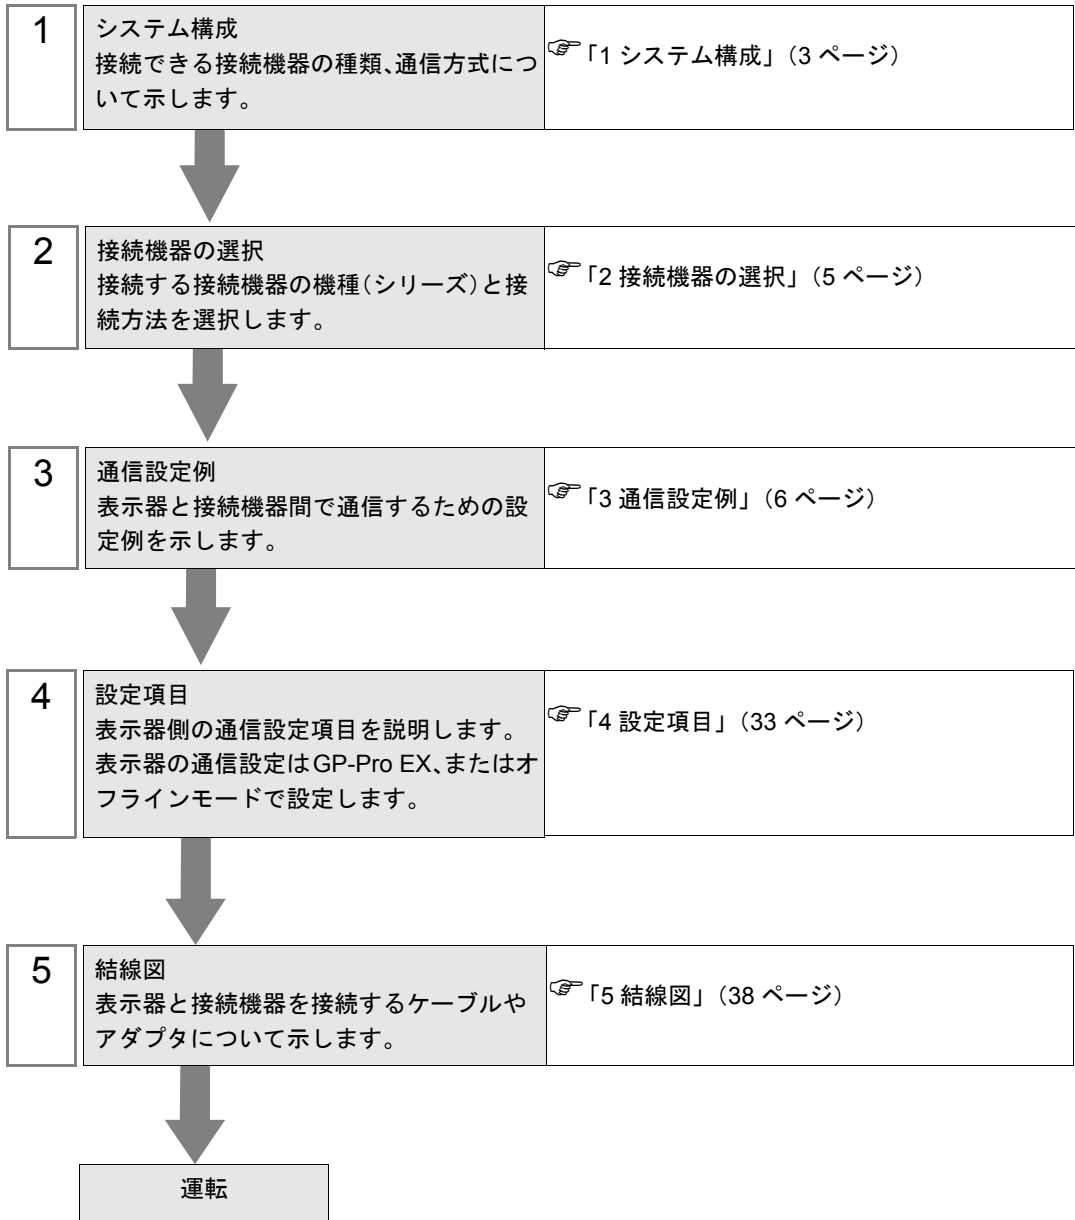 1
システム構成
接続できる接続機器の種類、通信方式につ
いて示します。
☞「1 システム構成」（3 ページ）
2
接続機器の選択
接続する接続機器の機種（シリーズ）と接
続方法を選択します。
☞「2 接続機器の選択」（5 ページ）
3
通信設定例
表示器と接続機器間で通信するための設
定例を示します。
☞「3 通信設定例」（6 ページ）
4
設定項目
表示器側の通信設定項目を説明します。
表示器の通信設定はGP-Pro EX、またはオ
フラインモードで設定します。
☞「4 設定項目」（33 ページ）
5
結線図
表示器と接続機器を接続するケーブルや
アダプタについて示します。
☞「5 結線図」（38 ページ）
運転